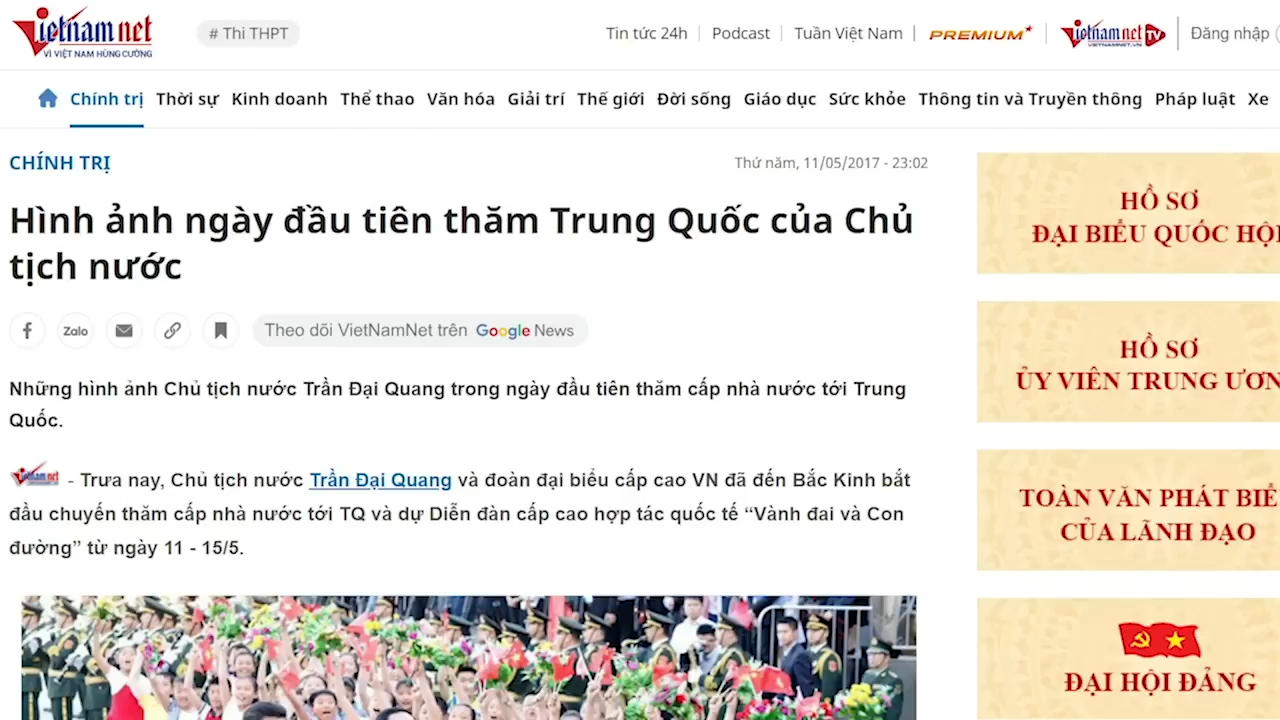 Vietnamnet
VÌ VIỆT NAM HÙNG CƯỜNG
# Thi THPT
Tin tức 24h
Podcast
Tuần Việt Nam
PREMIUM
Vietnamnet TV
VIETNAMNET.VN
Đăng nhập
Chính trị Thời sự Kinh doanh Thể thao Văn hóa Giải trí Thế giới Đời sống Giáo dục Sức khỏe Thông tin và Truyền thông Pháp luật Xe
CHÍNH TRỊ
Thứ năm, 11/05/2017 - 23:02
Hình ảnh ngày đầu tiên thăm Trung Quốc của Chủ
tịch nước
Zalo
Theo dõi VietNamNet trên Google News
Những hình ảnh Chủ tịch nước Trần Đại Quang trong ngày đầu tiên thăm cấp nhà nước tới Trung
Quốc.
Vietnamnet - Trưa nay, Chủ tịch nước Trần Đại Quang và đoàn đại biểu cấp cao VN đã đến Bắc Kinh bắt
đầu chuyến thăm cấp nhà nước tới TQ và dự Diễn đàn cấp cao hợp tác quốc tế “Vành đai và Con
đường” từ ngày 11 - 15/5.
HỒ SƠ
ĐẠI BIỂU QUỐC HỘI
HỒ SƠ
ỦY VIÊN TRUNG ƯƠN
TOÀN VĂN PHÁT BIỂ
CỦA LÃNH ĐẠO
ĐẠI HỘI ĐẢNG